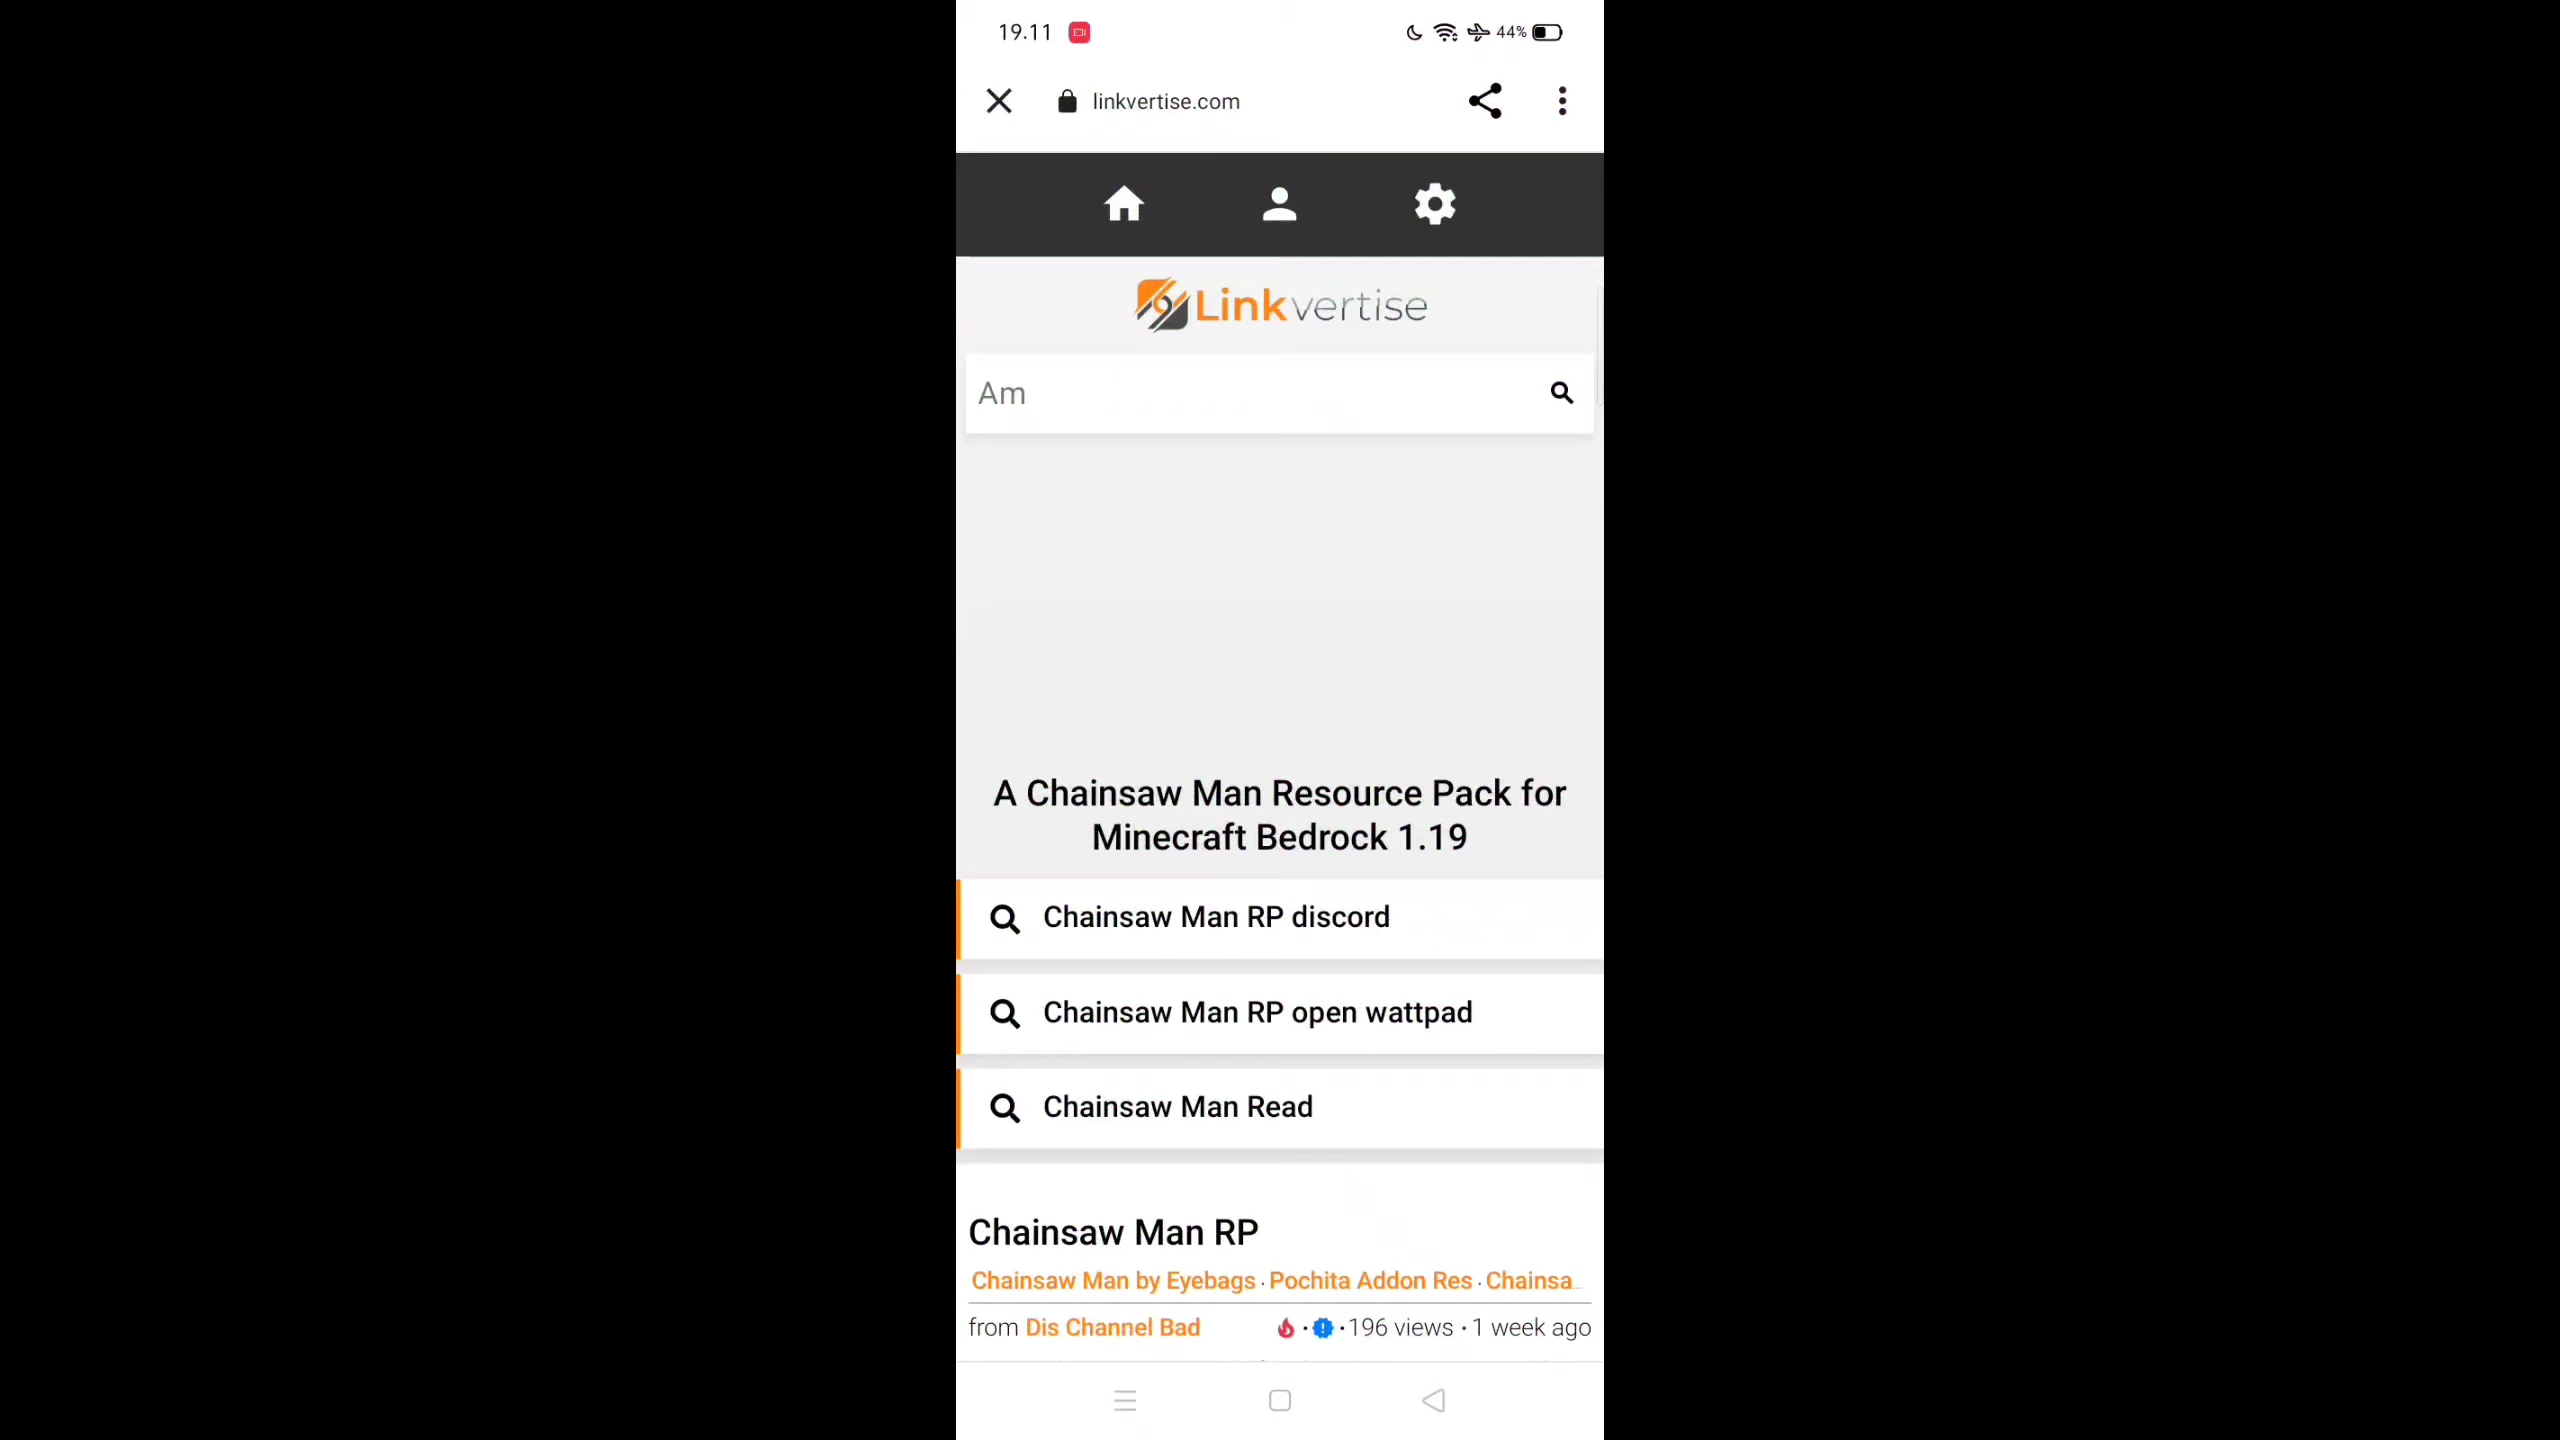 19.11
44%
linkvertise.com
Linkvertise
Am
A Chainsaw Man Resource Pack for
Minecraft Bedrock 1.19
Chainsaw Man RP discord
Chainsaw Man RP open wattpad
Chainsaw Man Read
Chainsaw Man RP
Chainsaw Man by Eyebags · Pochita Addon Res · Chainsa...
from Dis Channel Bad · 196 views · 1 week ago